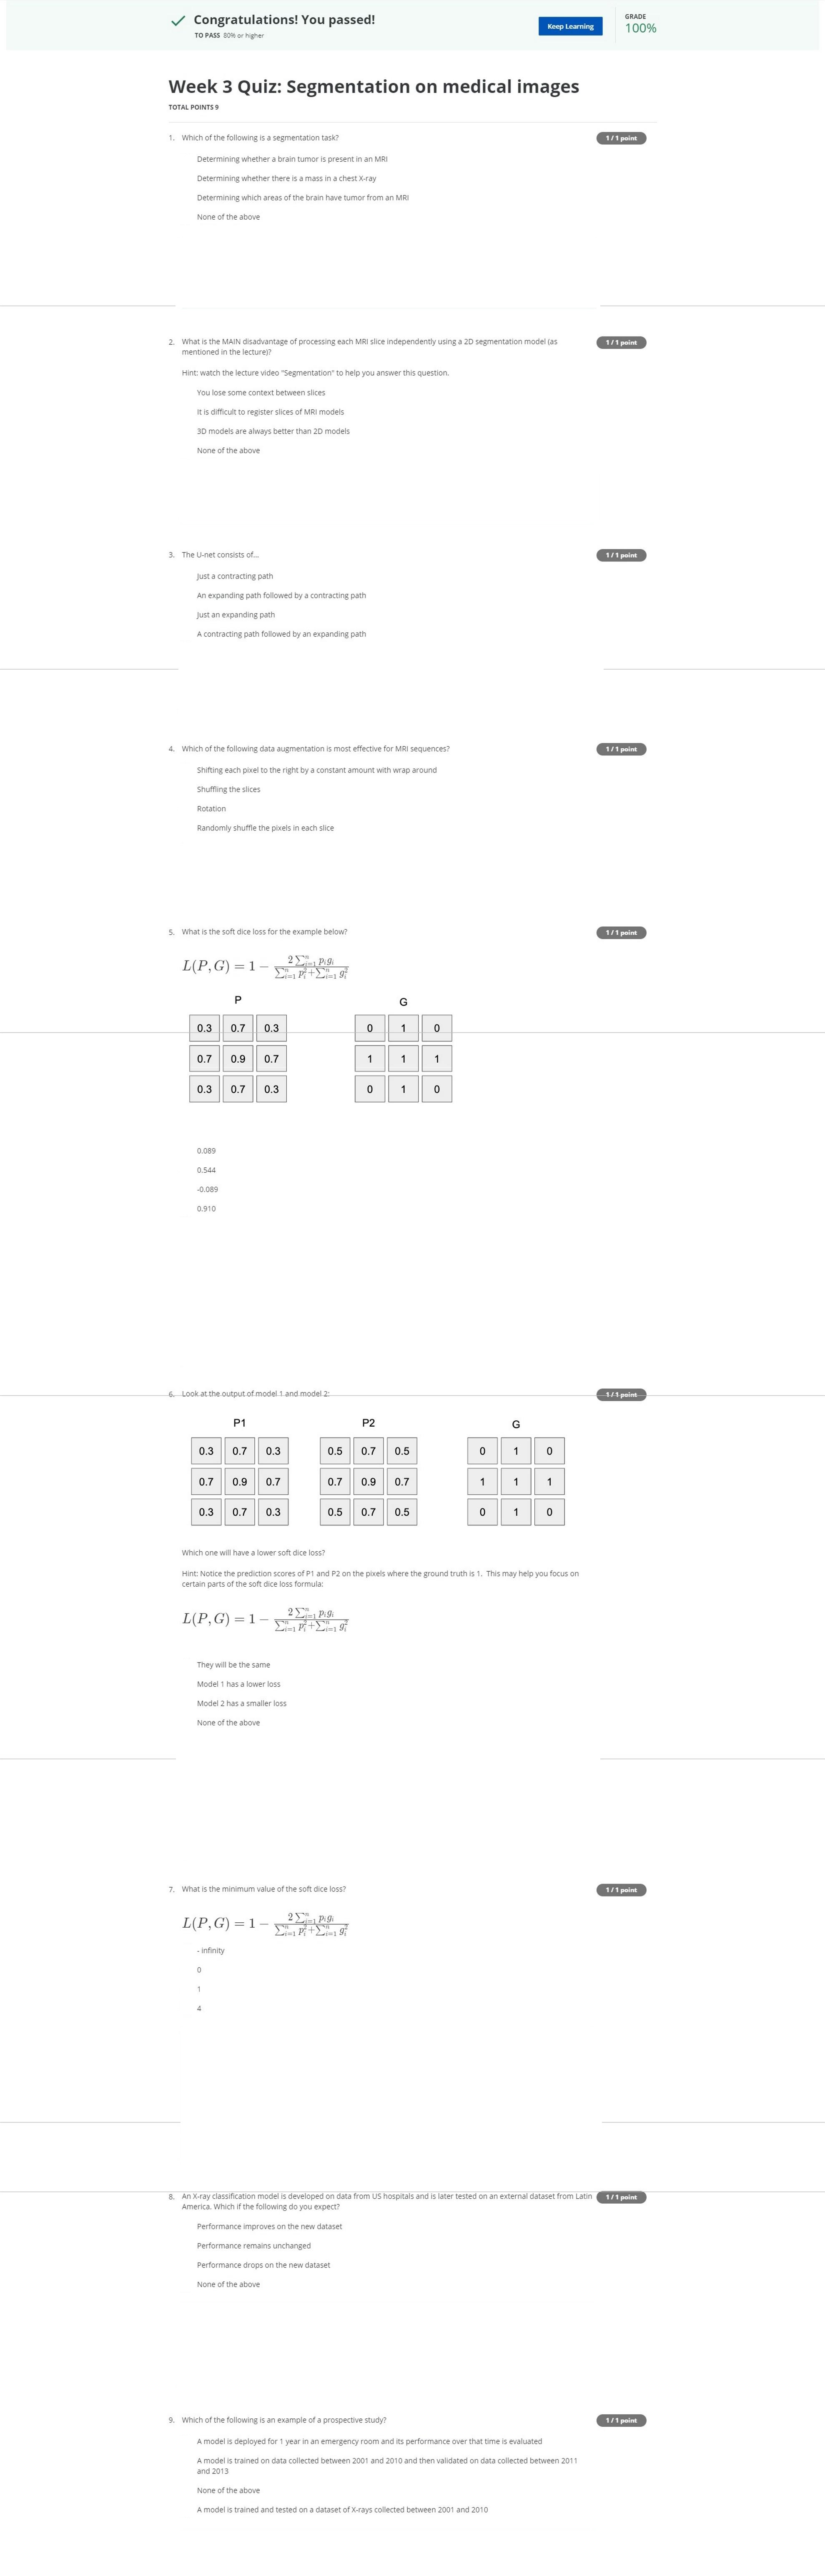 Congratulations! You passed!
TO PASS 80% or higher
Keep Learning
GRADE
100%
Week 3 Quiz: Segmentation on medical images
TOTAL POINTS 9
1. Which of the following is a segmentation task?
1 / 1 point
Determining whether a brain tumor is present in an MRI
Determining whether there is a mass in a chest X-ray
Determining which areas of the brain have tumor from an MRI
None of the above
2. What is the MAIN disadvantage of processing each MRI slice independently using a 2D segmentation model (as
mentioned in the lecture)?
1 / 1 point
Hint: watch the lecture video "Segmentation" to help you answer this question.
You lose some context between slices
It is difficult to register slices of MRI models
3D models are always better than 2D models
None of the above
3. The U-net consists of...
1 / 1 point
Just a contracting path
An expanding path followed by a contracting path
Just an expanding path
A contracting path followed by an expanding path
4. Which of the following data augmentation is most effective for MRI sequences?
1 / 1 point
Shifting each pixel to the right by a constant amount with wrap around
Shuffling the slices
Rotation
Randomly shuffle the pixels in each slice
5. What is the soft dice loss for the example below?
1 / 1 point
L(P, G) = 1 − \frac{2\sum_{i=1}^{n} p_i g_i}{\sum_{i=1}^{n} p_i^2 + \sum_{i=1}^{n} g_i^2}
P G
0.3 0.7 0.3 0 1 0
0.7 0.9 0.7 1 1 1
0.3 0.7 0.3 0 1 0
0.089
0.544
-0.089
0.910
6. Look at the output of model 1 and model 2:
1 / 1 point
P1 P2 G
0.3 0.7 0.3 0.5 0.7 0.5 0 1 0
0.7 0.9 0.7 0.7 0.9 0.7 1 1 1
0.3 0.7 0.3 0.5 0.7 0.5 0 1 0
Which one will have a lower soft dice loss?
Hint: Notice the prediction scores of P1 and P2 on the pixels where the ground truth is 1. This may help you focus on
certain parts of the soft dice loss formula:
L(P, G) = 1 − \frac{2\sum_{i=1}^{n} p_i g_i}{\sum_{i=1}^{n} p_i^2 + \sum_{i=1}^{n} g_i^2}
They will be the same
Model 1 has a lower loss
Model 2 has a smaller loss
None of the above
7. What is the minimum value of the soft dice loss?
1 / 1 point
L(P, G) = 1 − \frac{2\sum_{i=1}^{n} p_i g_i}{\sum_{i=1}^{n} p_i^2 + \sum_{i=1}^{n} g_i^2}
- infinity
0
1
4
8. An X-ray classification model is developed on data from US hospitals and is later tested on an external dataset from Latin
America. Which if the following do you expect?
1 / 1 point
Performance improves on the new dataset
Performance remains unchanged
Performance drops on the new dataset
None of the above
9. Which of the following is an example of a prospective study?
1 / 1 point
A model is deployed for 1 year in an emergency room and its performance over that time is evaluated
A model is trained on data collected between 2001 and 2010 and then validated on data collected between 2011
and 2013
None of the above
A model is trained and tested on a dataset of X-rays collected between 2001 and 2010